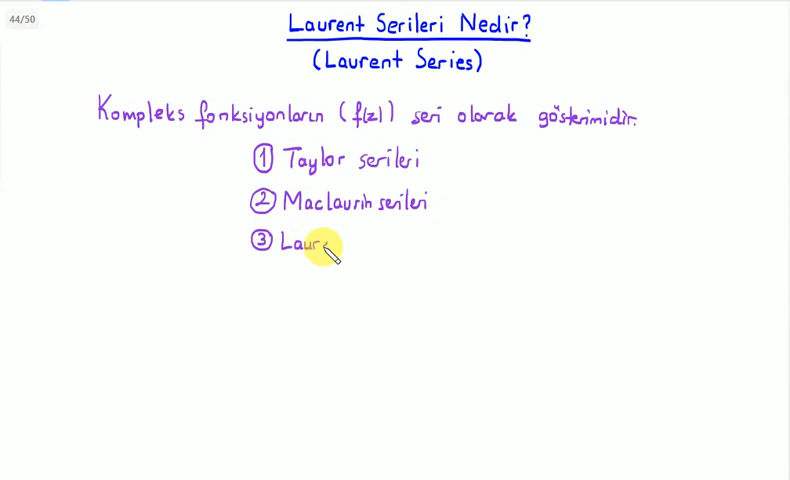 44/50
Laurent Serileri Nedir?
(Laurent Series)
Kompleks fonksiyonların (f(z)) seri olarak gösterimidir.
① Taylor serileri
② Maclaurin serileri
③ Laur